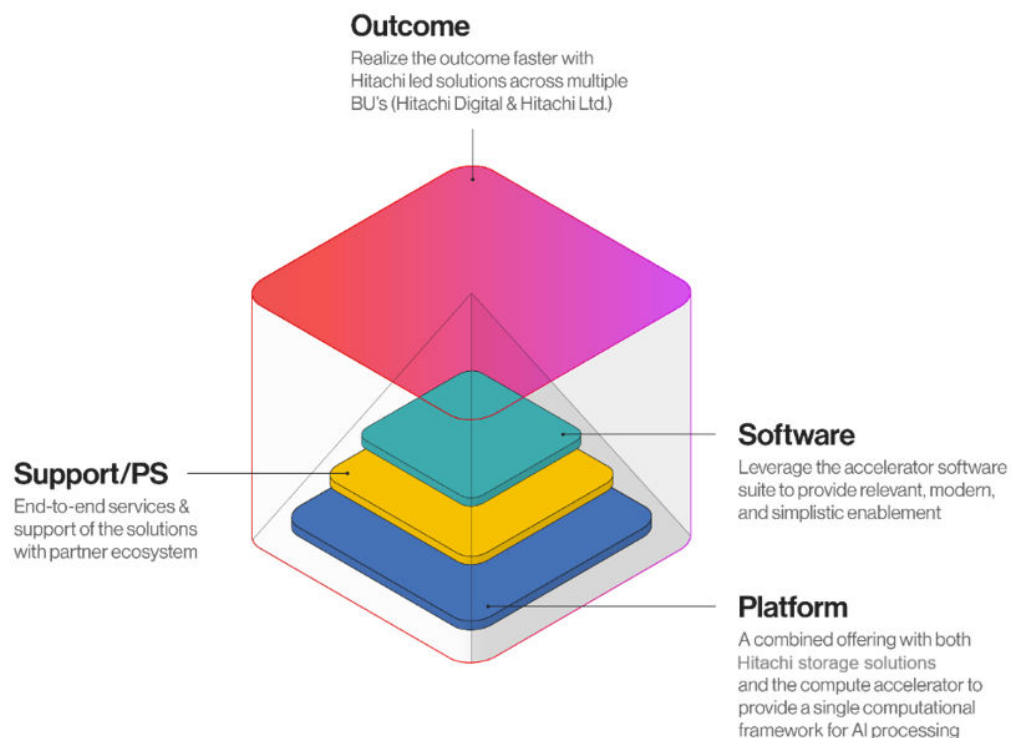 Outcome
Realize the outcome faster with
Hitachi led solutions across multiple
BU's (Hitachi Digital & Hitachi Ltd.)
Support/PS
End-to-end services &
support of the solutions
with partner ecosystem
Software
Leverage the accelerator software
suite to provide relevant, modern,
and simplistic enablement
Platform
A combined offering with both
Hitachi storage solutions
and the compute accelerator to
provide a single computational
framework for AI processing